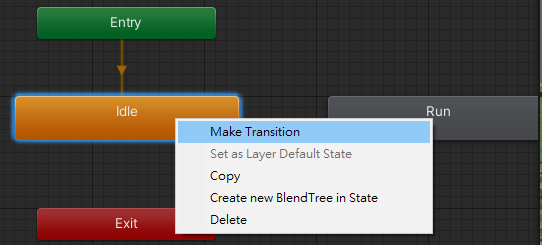 Entry
Idle
Run
Make Transition
Set as Layer Default State
Copy
Create new BlendTree in State
Delete
Exit